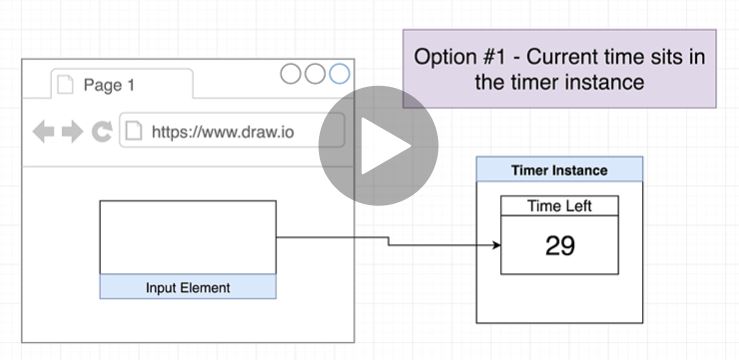 Option #1 - Current time sits in
the timer instance
Page 1
https://www.draw.io
Timer Instance
Time Left
29
Input Element